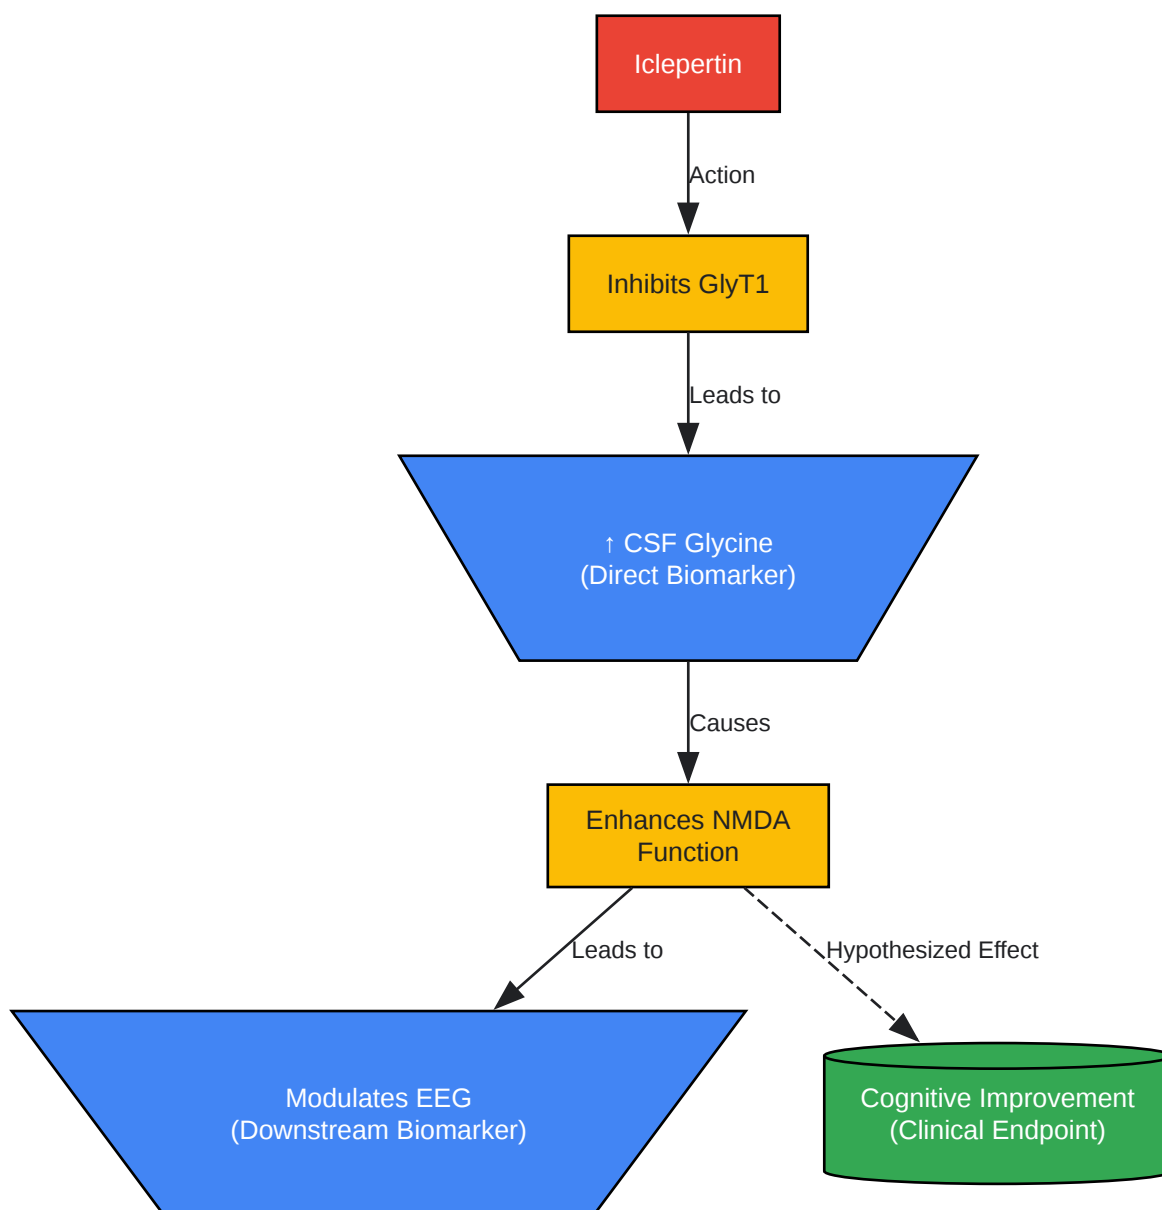 Iclepertin
Action
Inhibits GlyT1
Leads to
↑ CSF Glycine
(Direct Biomarker)
Causes
Enhances NMDA
Function
Leads to
Hypothesized Effect
Modulates EEG
(Downstream Biomarker)
Cognitive Improvement
(Clinical Endpoint)